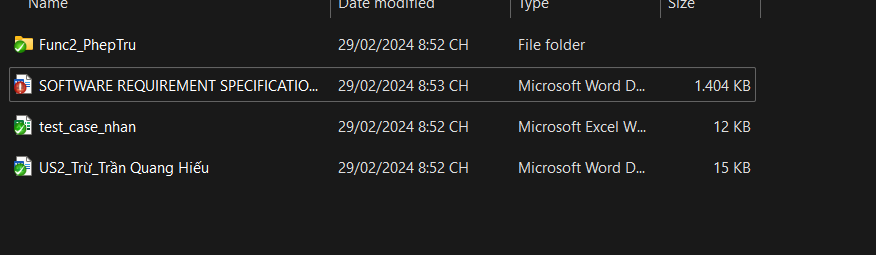 Name Date modified Type Size
Func2_PhepTru 29/02/2024 8:52 CH File folder
SOFTWARE REQUIREMENT SPECIFICATIO... 29/02/2024 8:53 CH Microsoft Word D... 1.404 KB
test_case_nhan 29/02/2024 8:52 CH Microsoft Excel W... 12 KB
US2_Trừ_Trần Quang Hiếu 29/02/2024 8:52 CH Microsoft Word D... 15 KB